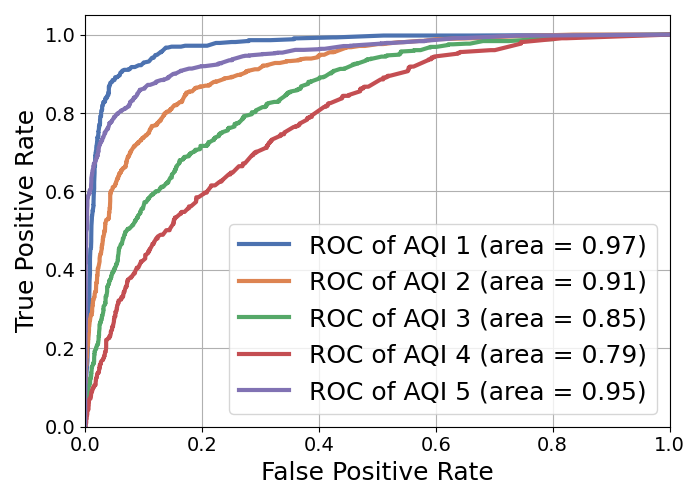 1.0
0.8
0.6
0.4
0.2
0.0
True Positive Rate
ROC of AQI 1 (area = 0.97)
ROC of AQI 2 (area = 0.91)
ROC of AQI 3 (area = 0.85)
ROC of AQI 4 (area = 0.79)
ROC of AQI 5 (area = 0.95)
0.0 0.2 0.4 0.6 0.8 1.0
False Positive Rate